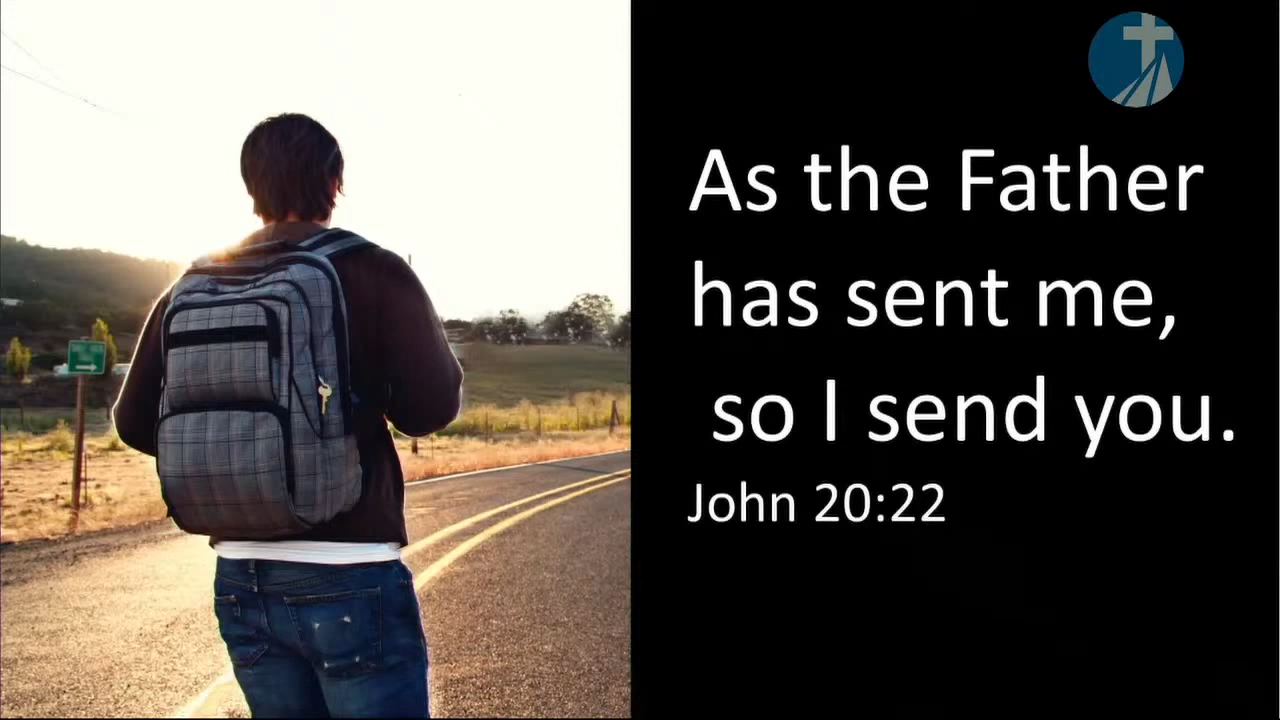 As the Father
has sent me,
so I send you.
John 20:22